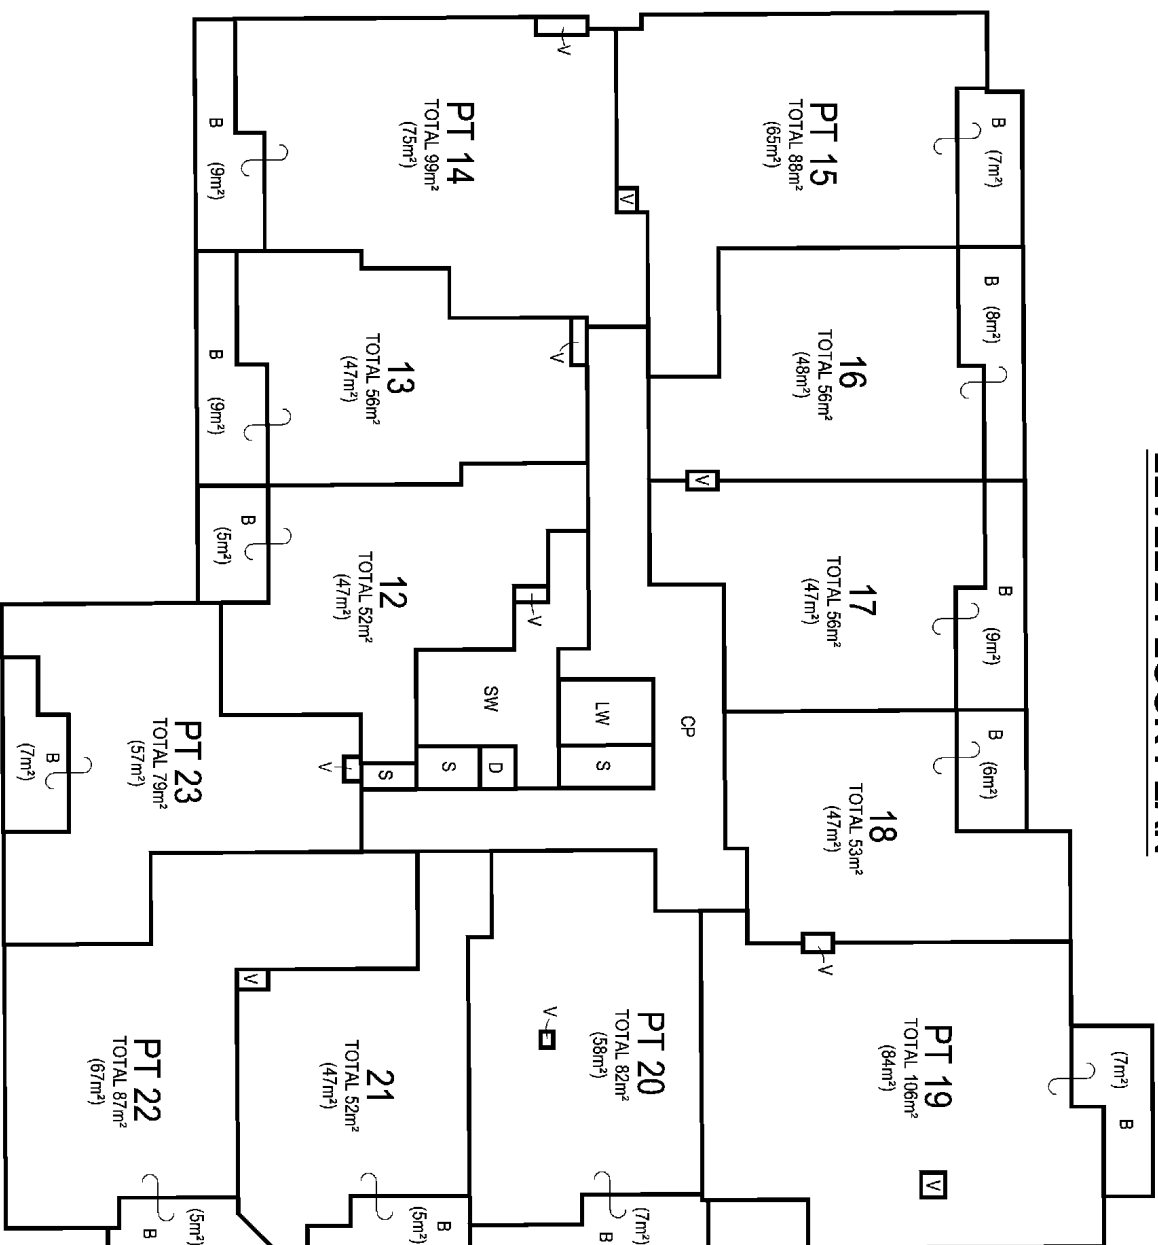 PT 15
TOTAL 88m²
(65m²)
B
(7m²)
PT 14
TOTAL 99m²
(75m²)
B
(9m²)
V
V
16
TOTAL 56m²
(48m²)
B
(8m²)
13
TOTAL 56m²
(47m²)
B
(9m²)
V
V
17
TOTAL 56m²
(47m²)
B
(9m²)
12
TOTAL 52m²
(47m²)
B
(5m²)
V
SW
LW
CP
S
D
S
S
V
18
TOTAL 53m²
(47m²)
B
(6m²)
PT 23
TOTAL 79m²
(57m²)
B
(7m²)
PT 19
TOTAL 106m²
(84m²)
(7m²)
B
V
V
PT 20
TOTAL 82m²
(58m²)
V
(7m²)
B
21
TOTAL 52m²
(47m²)
V
B
(5m²)
PT 22
TOTAL 87m²
(67m²)
(5m²)
B